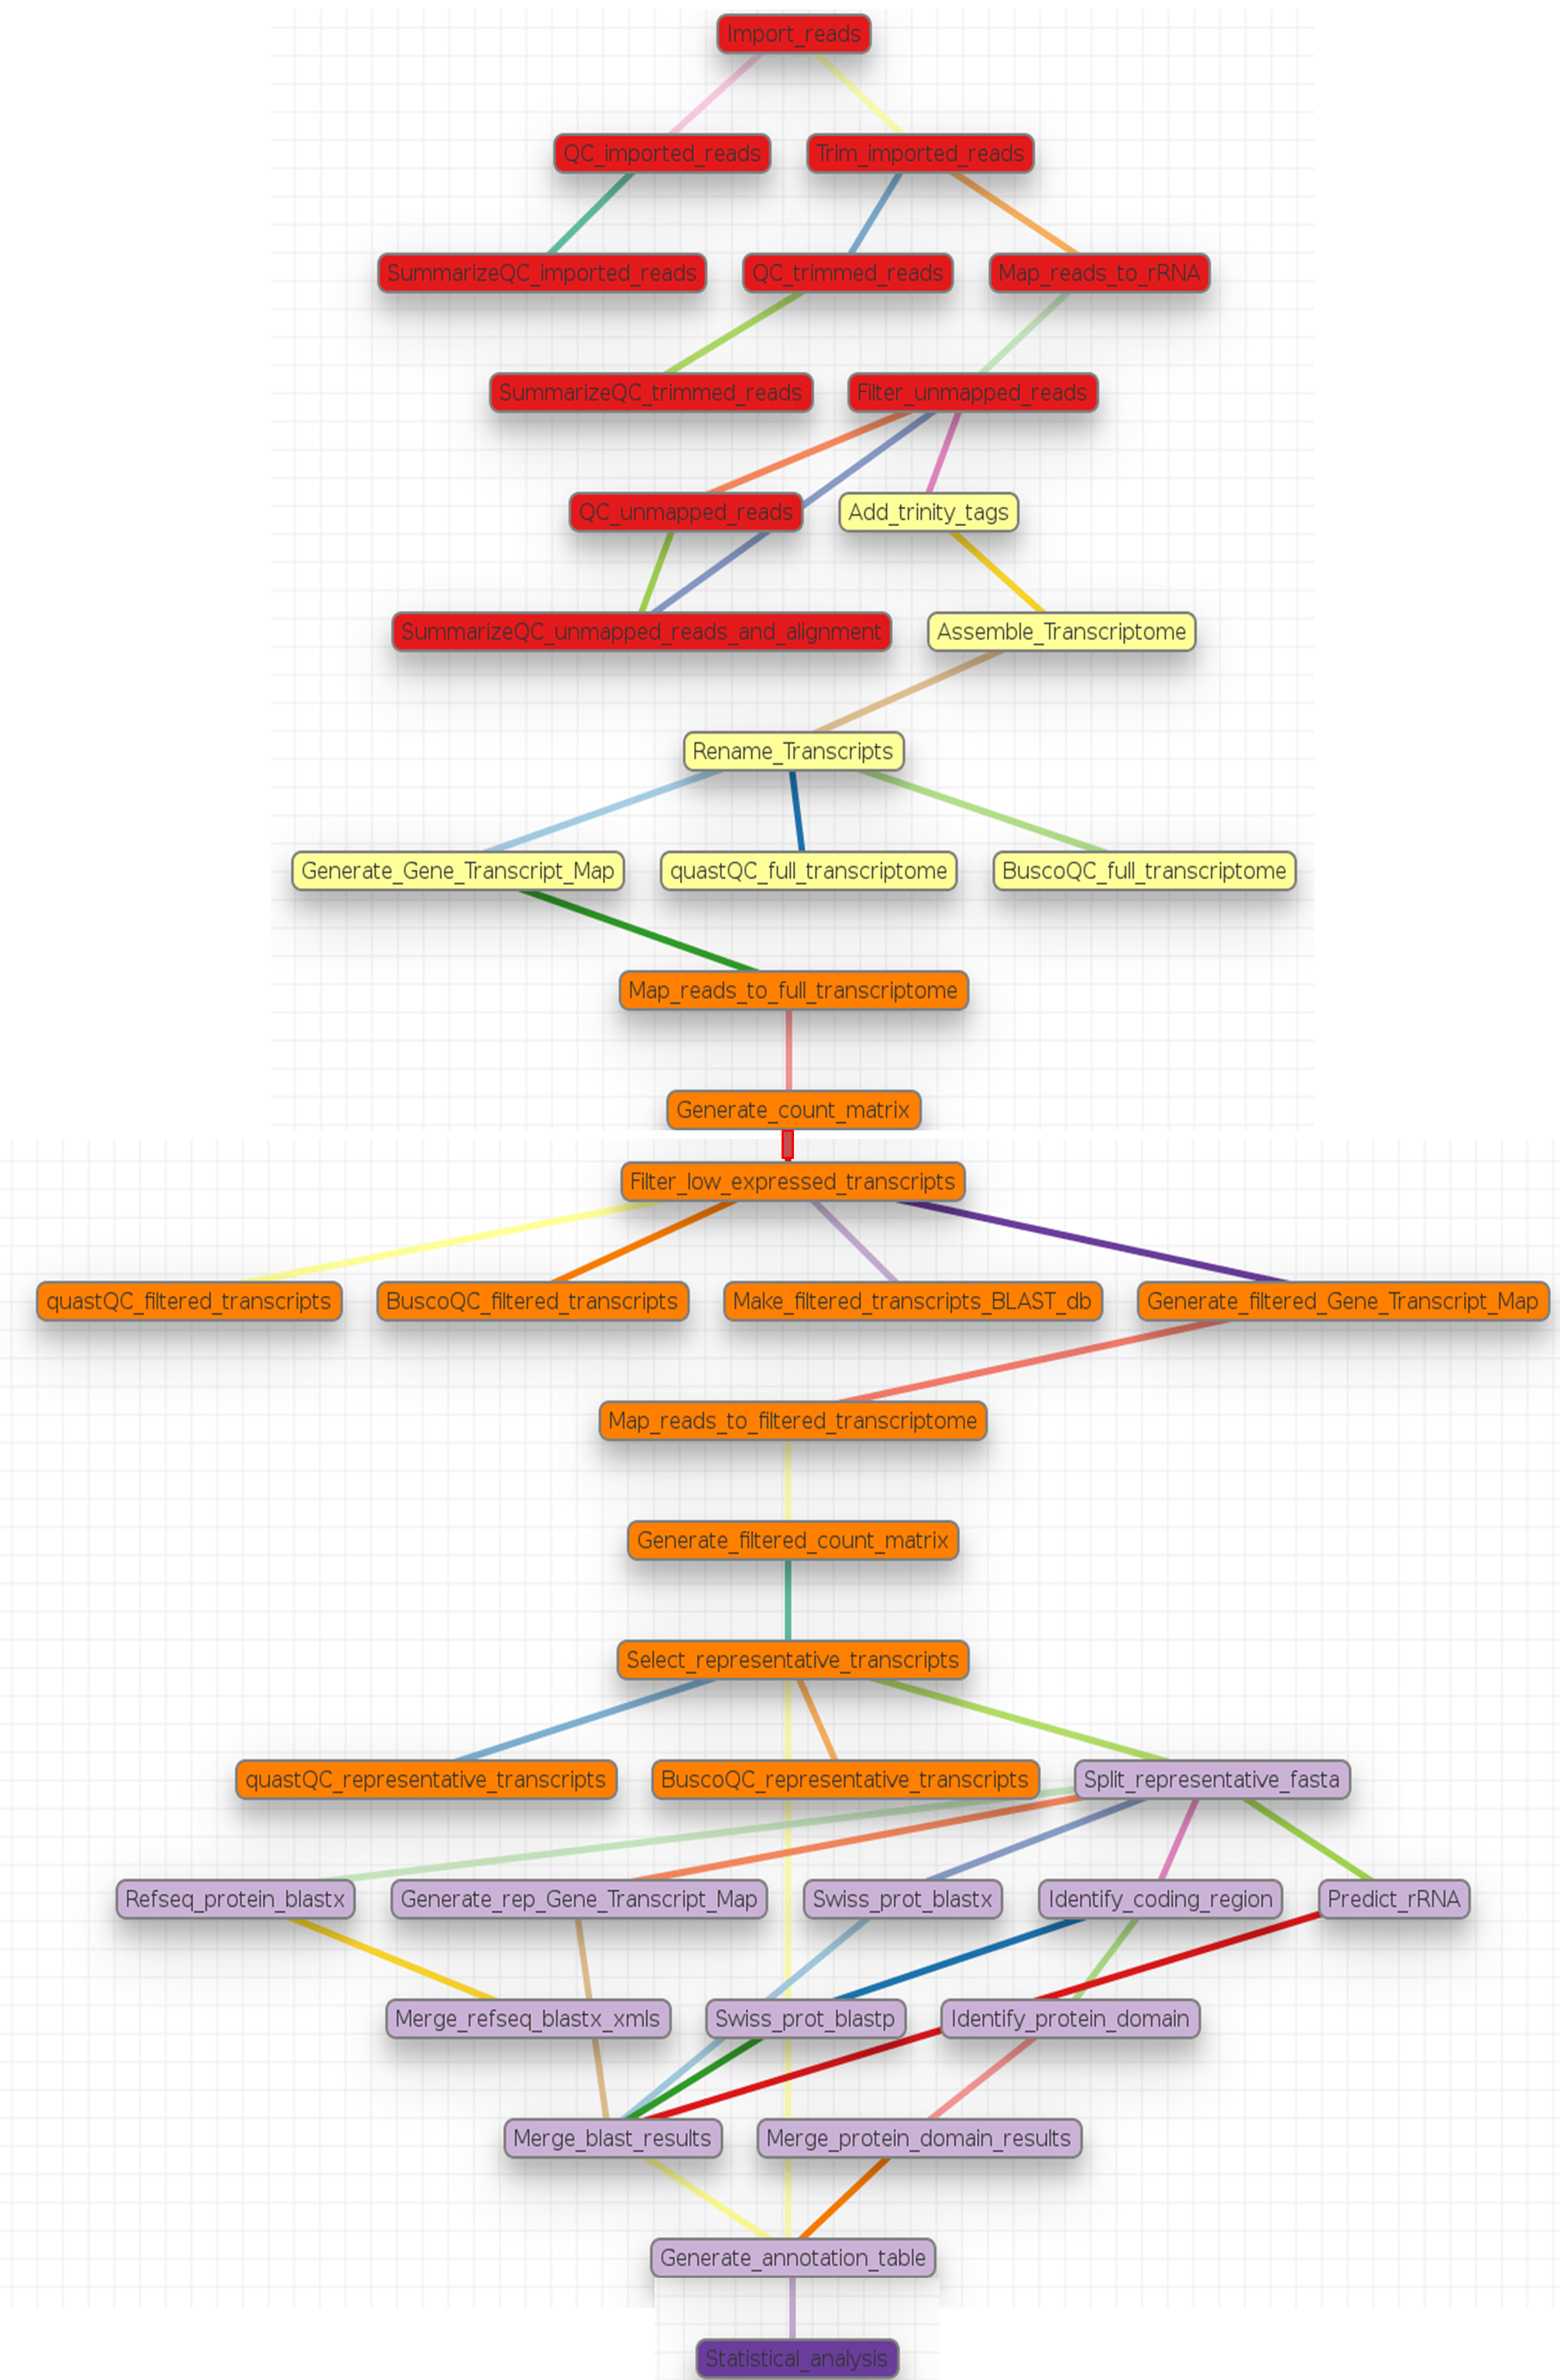 Import_reads
QC_imported_reads
Trim_imported_reads
SummarizeQC_imported_reads
QC_trimmed_reads
Map_reads_to_rRNA
SummarizeQC_trimmed_reads
Filter_unmapped_reads
QC_unmapped_reads
Add_trinity_tags
SummarizeQC_unmapped_reads_and_alignment
Assemble_Transcriptome
Rename_Transcripts
Generate_Gene_Transcript_Map
quastQC_full_transcriptome
BuscoQC_full_transcriptome
Map_reads_to_full_transcriptome
Generate_count_matrix
Filter_low_expressed_transcripts
quastQC_filtered_transcripts
BuscoQC_filtered_transcripts
Make_filtered_transcripts_BLAST_db
Generate_filtered_Gene_Transcript_Map
Map_reads_to_filtered_transcriptome
Generate_filtered_count_matrix
Select_representative_transcripts
quastQC_representative_transcripts
BuscoQC_representative_transcripts
Split_representative_fasta
Refseq_protein_blastx
Generate_rep_Gene_Transcript_Map
Swiss_prot_blastx
Identify_coding_region
Predict_rRNA
Merge_refseq_blastx_xmls
Swiss_prot_blastp
Identify_protein_domain
Merge_blast_results
Merge_protein_domain_results
Generate_annotation_table
Statistical_analysis